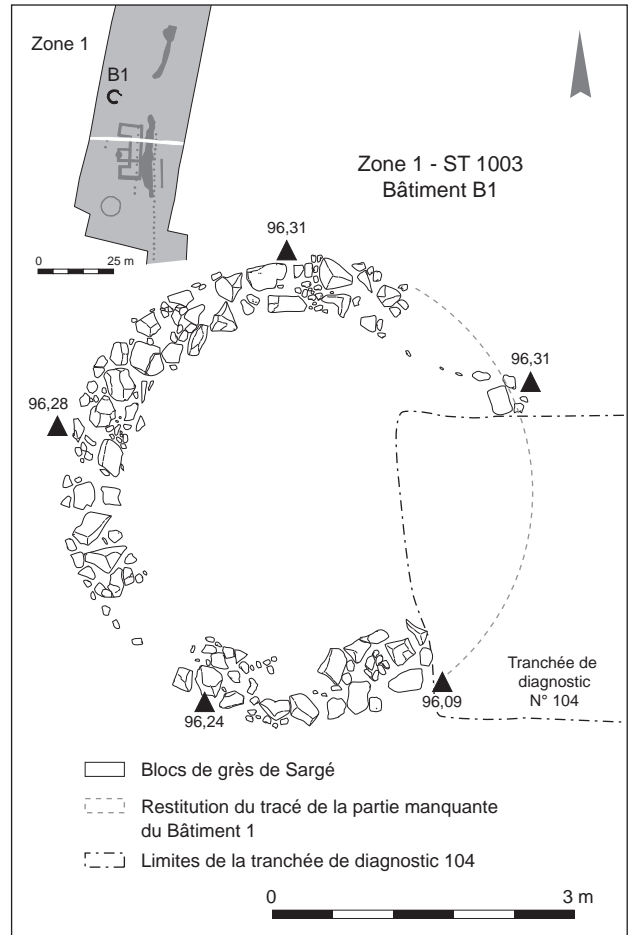 Zone 1
B1
0 25 m
Zone 1 - ST 1003
Bâtiment B1
96,31
96,31
96,28
96,24
96,09
Tranchée de
diagnostic
N° 104
Blocs de grès de Sargé
Restitution du tracé de la partie manquante
du Bâtiment 1
Limites de la tranchée de diagnostic 104
0 3 m